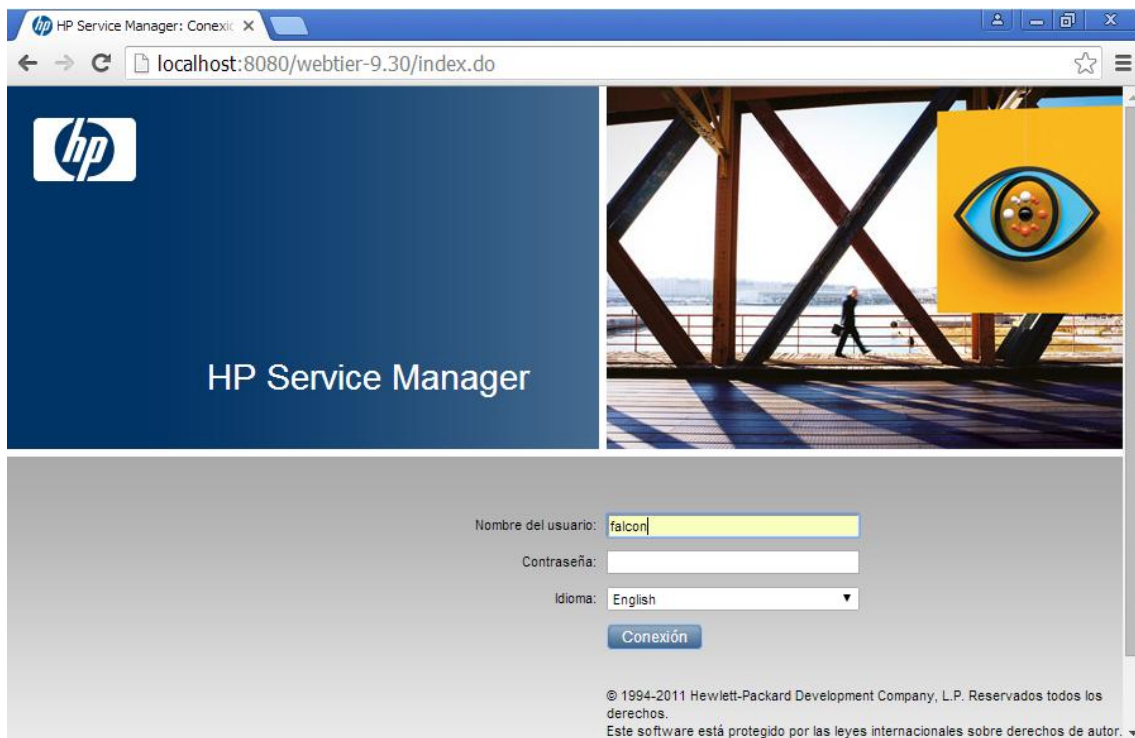 HP Service Manager: Conexic
localhost:8080/webtier-9.30/index.do
hp
HP Service Manager
Nombre del usuario: falcon
Contraseña:
Idioma: English
Conexión
© 1994-2011 Hewlett-Packard Development Company, L.P. Reservados todos los
derechos.
Este software está protegido por las leyes internacionales sobre derechos de autor.